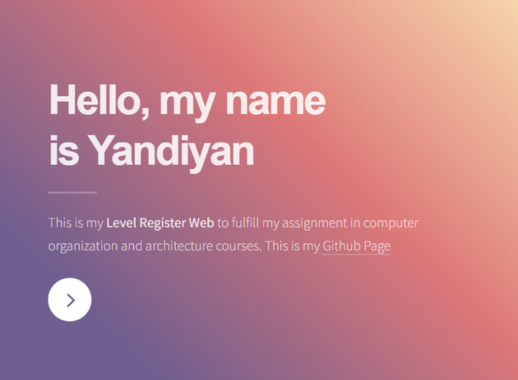 Hello, my name
is Yandiyan
This is my Level Register Web to fulfill my assignment in computer
organization and architecture courses. This is my Github Page